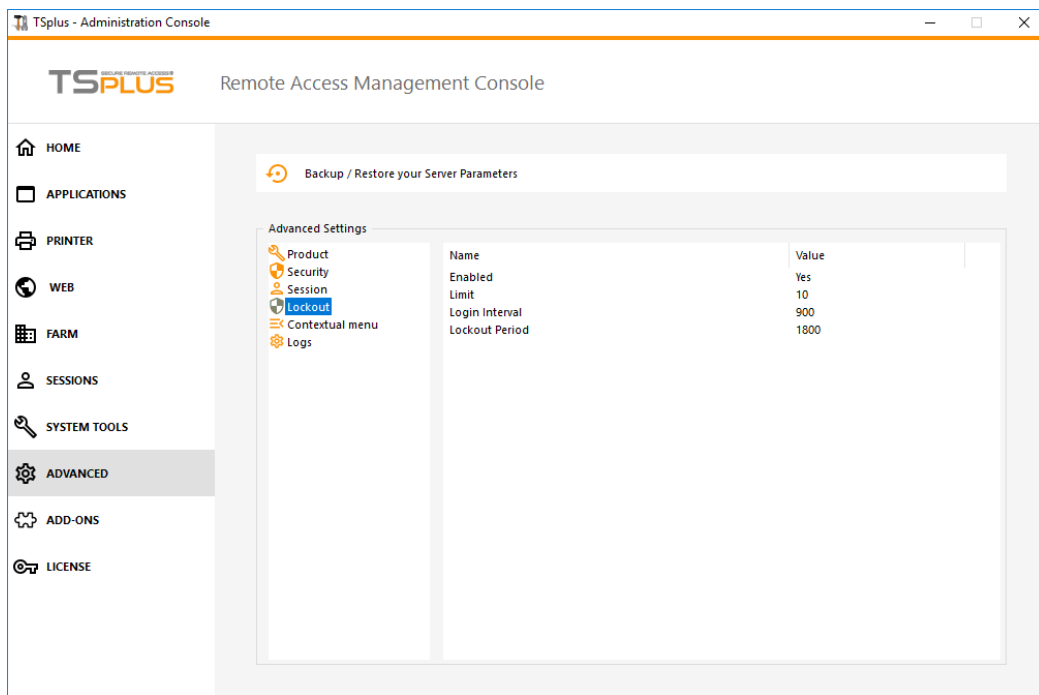 TSplus - Administration Console
TSPLUS
SECURE REMOTE ACCESS
Remote Access Management Console
HOME
APPLICATIONS
PRINTER
WEB
FARM
SESSIONS
SYSTEM TOOLS
ADVANCED
ADD-ONS
LICENSE
Backup / Restore your Server Parameters
Advanced Settings
Product
Security
Session
Lockout
Contextual menu
Logs
Name Value
Enabled Yes
Limit 10
Login Interval 900
Lockout Period 1800